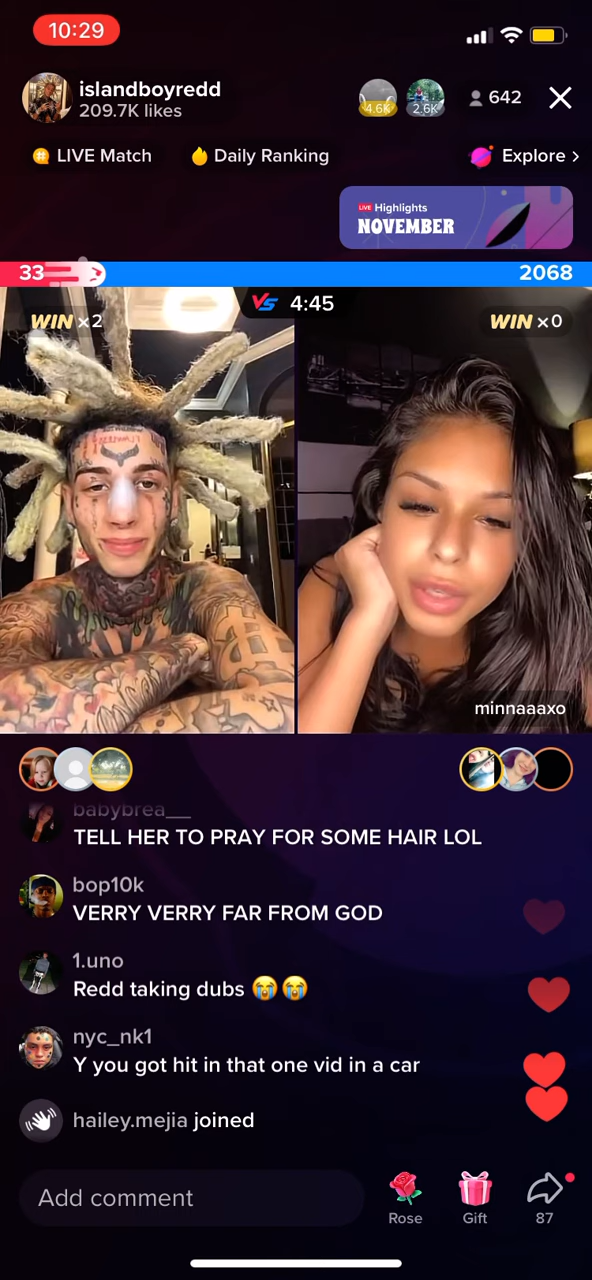 10:29
islandboyredd
209.7K likes
4.6K
2.6K
642
LIVE Match
Daily Ranking
Explore >
LIVE Highlights
NOVEMBER
33
2068
WIN x2
VS 4:45
WIN x0
minnaaaxo
babybrea__
TELL HER TO PRAY FOR SOME HAIR LOL
bop10k
VERRY VERRY FAR FROM GOD
1.uno
Redd taking dubs 😭😭
nyc_nk1
Y you got hit in that one vid in a car
hailey.mejia joined
Add comment
Rose
Gift
87